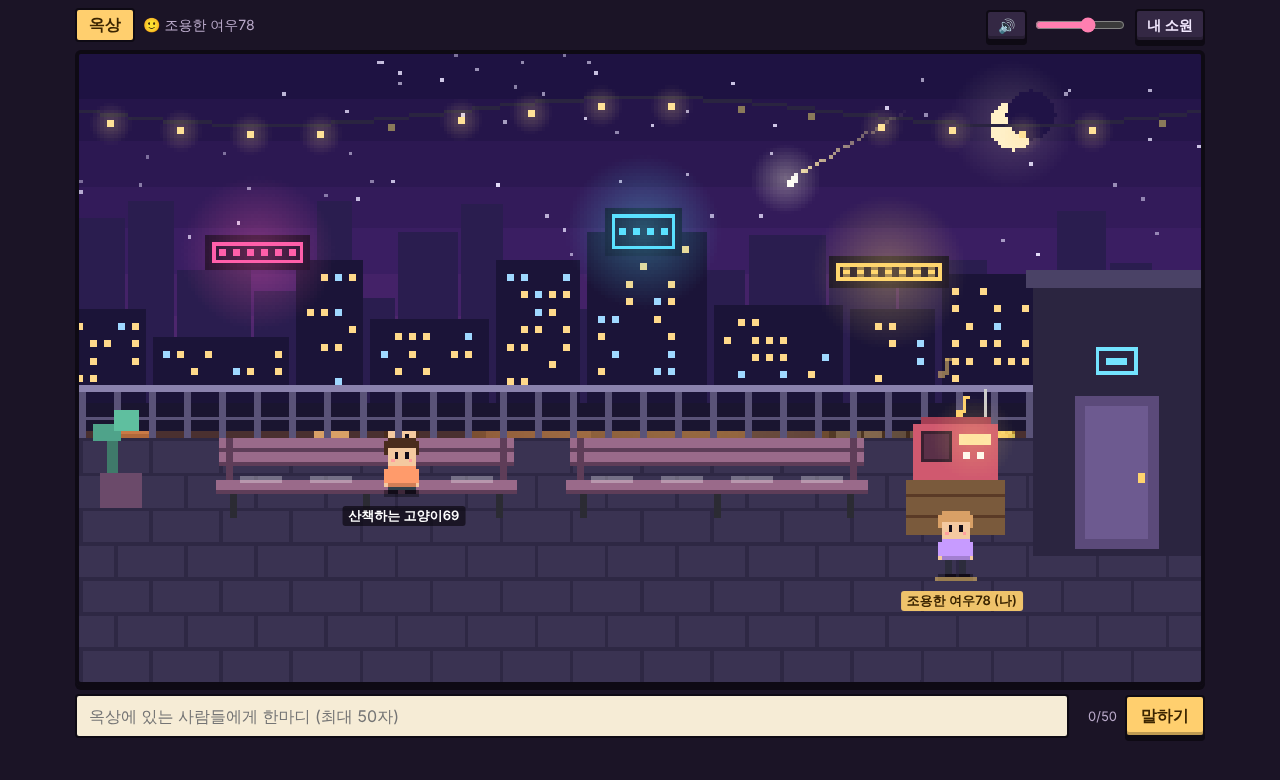 옥상
🙂 조용한 여우78
🔊
내 소원
산책하는 고양이69
조용한 여우78 (나)
옥상에 있는 사람들에게 한마디 (최대 50자)
0/50
말하기